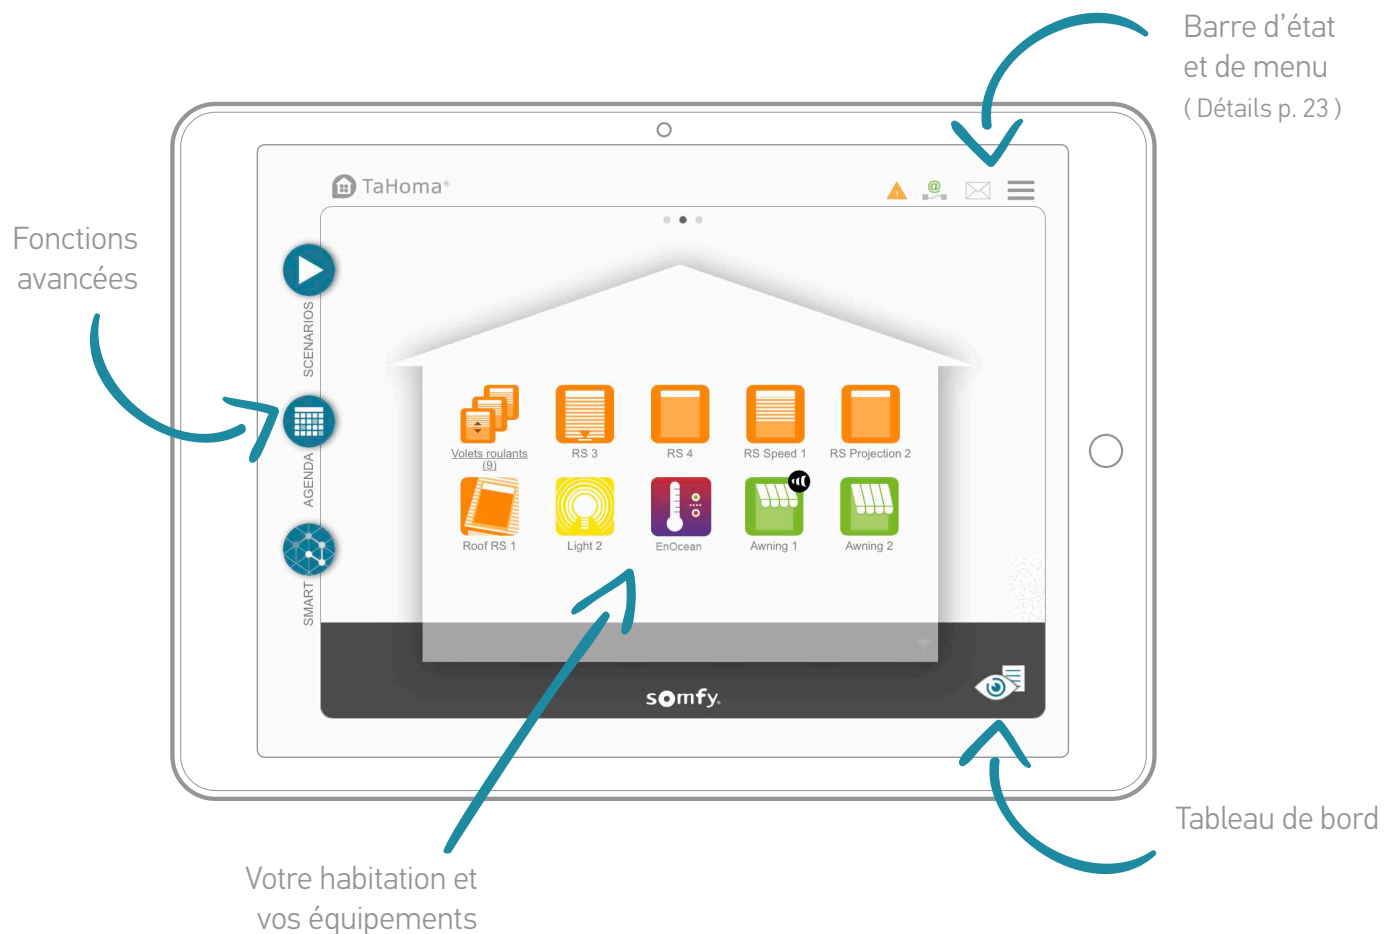 Barre d’état
et de menu
( Détails p. 23 )
TaHoma®
@
Fonctions
avancées
SCENARIOS
AGENDA
SMART
Volets roulants
(9)
RS 3
RS 4
RS Speed 1
RS Projection 2
Roof RS 1
Light 2
EnOcean
Awning 1
Awning 2
somfy.
Tableau de bord
Votre habitation et
vos équipements